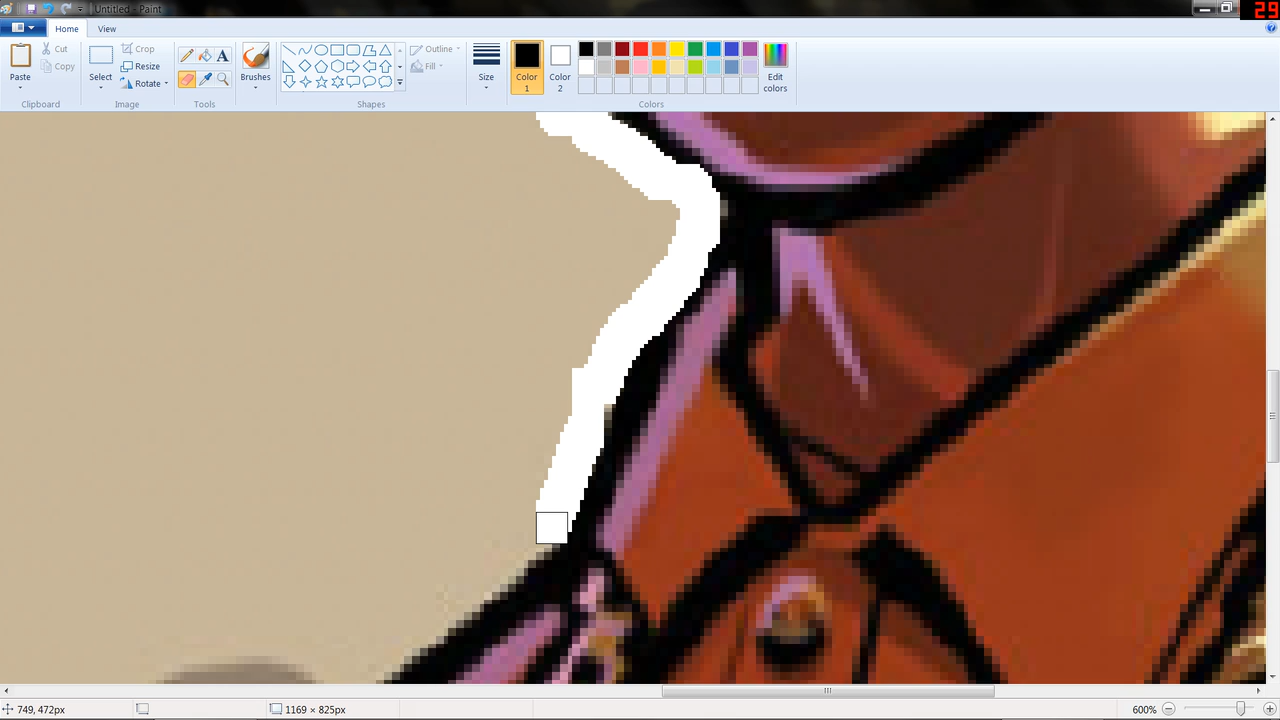 Untitled - Paint
29
Home View
Paste
Cut
Copy
Clipboard
Select
Crop
Resize
Rotate
Image
A
Tools
Brushes
Shapes
Outline
Fill
Size
Color 1
Color 2
Colors
Edit colors
749, 472px
1169 × 825px
600%